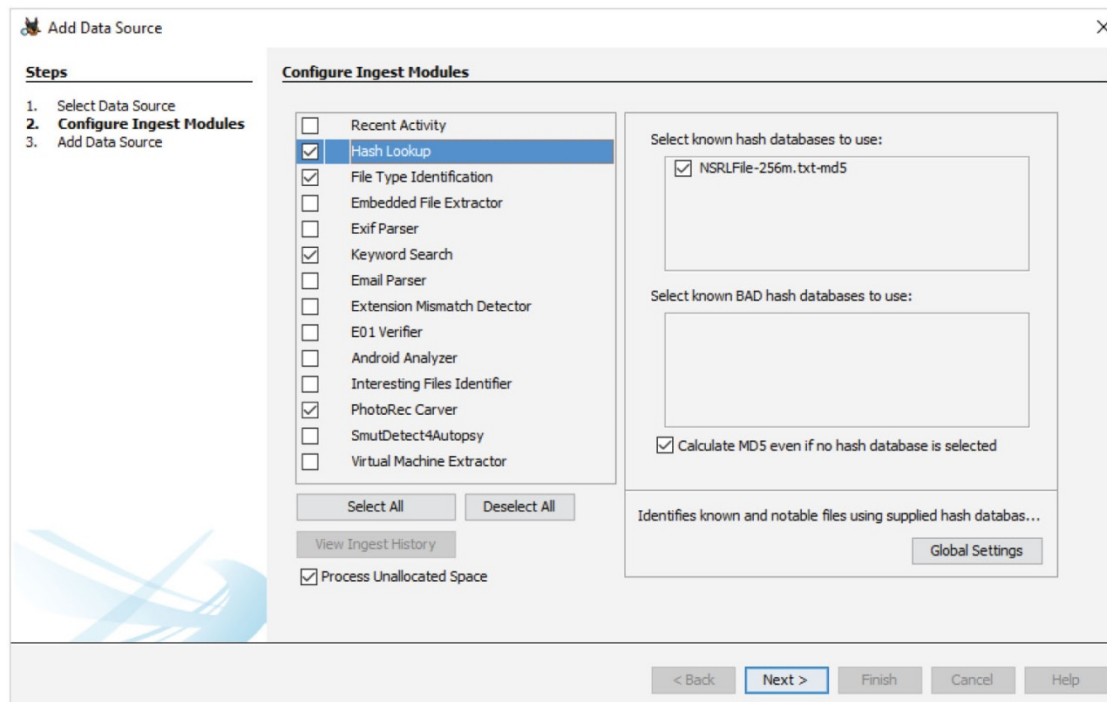 Add Data Source
Steps
1. Select Data Source
2. Configure Ingest Modules
3. Add Data Source
Configure Ingest Modules
Recent Activity
Hash Lookup
File Type Identification
Embedded File Extractor
Exif Parser
Keyword Search
Email Parser
Extension Mismatch Detector
E01 Verifier
Android Analyzer
Interesting Files Identifier
PhotoRec Carver
SmutDetect4Autopsy
Virtual Machine Extractor
Select All
Deselect All
View Ingest History
Process Unallocated Space
Select known hash databases to use:
NSRLFile-256m.txt-md5
Select known BAD hash databases to use:
Calculate MD5 even if no hash database is selected
Identifies known and notable files using supplied hash databas...
Global Settings
< Back
Next >
Finish
Cancel
Help